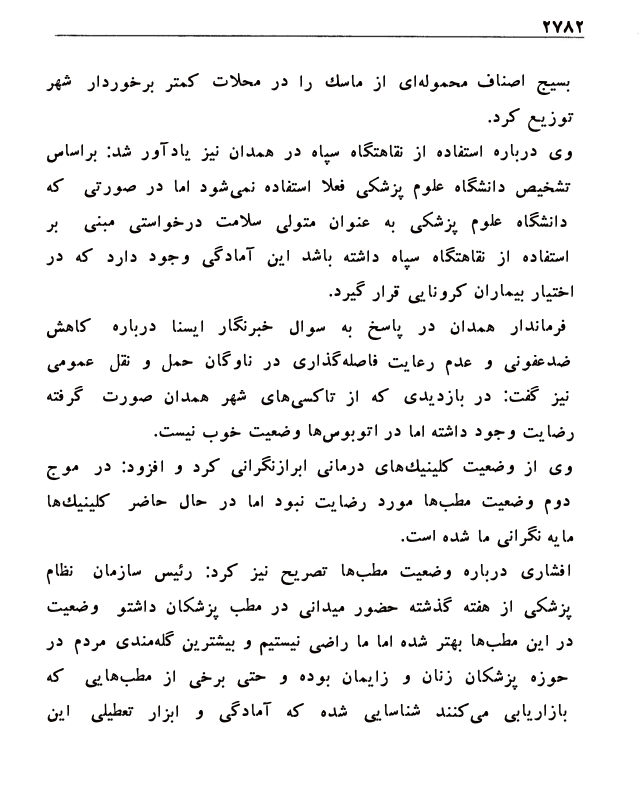 ۲۷۸۲
بسیج اصناف محموله‌ای از ماسك را در محلات کمتر برخوردار شهر
توزیع کرد.
وی درباره استفاده از نقاهتگاه سپاه در همدان نیز یادآور شد: براساس
تشخیص دانشگاه علوم پزشکی فعلا استفاده نمی‌شود اما در صورتی که
دانشگاه علوم پزشکی به عنوان متولی سلامت درخواستی مبنی بر
استفاده از نقاهتگاه سپاه داشته باشد این آمادگی وجود دارد که در
اختیار بیماران کرونایی قرار گیرد.
فرماندار همدان در پاسخ به سوال خبرنگار ایسنا درباره کاهش
ضدعفونی و عدم رعایت فاصله‌گذاری در ناوگان حمل و نقل عمومی
نیز گفت: در بازدیدی که از تاکسی‌های شهر همدان صورت گرفته
رضایت وجود داشته اما در اتوبوس‌ها وضعیت خوب نیست.
وی از وضعیت کلینیك‌های درمانی ابرازنگرانی کرد و افزود: در موج
دوم وضعیت مطب‌ها مورد رضایت نبود اما در حال حاضر کلینیك‌ها
مایه نگرانی ما شده است.
افشاری درباره وضعیت مطب‌ها تصریح نیز کرد: رئیس سازمان نظام
پزشکی از هفته گذشته حضور میدانی در مطب پزشکان داشتو وضعیت
در این مطب‌ها بهتر شده اما ما راضی نیستیم و بیشترین گله‌مندی مردم در
حوزه پزشکان زنان و زایمان بوده و حتی برخی از مطب‌هایی که
بازاریابی می‌کنند شناسایی شده که آمادگی و ابزار تعطیلی این